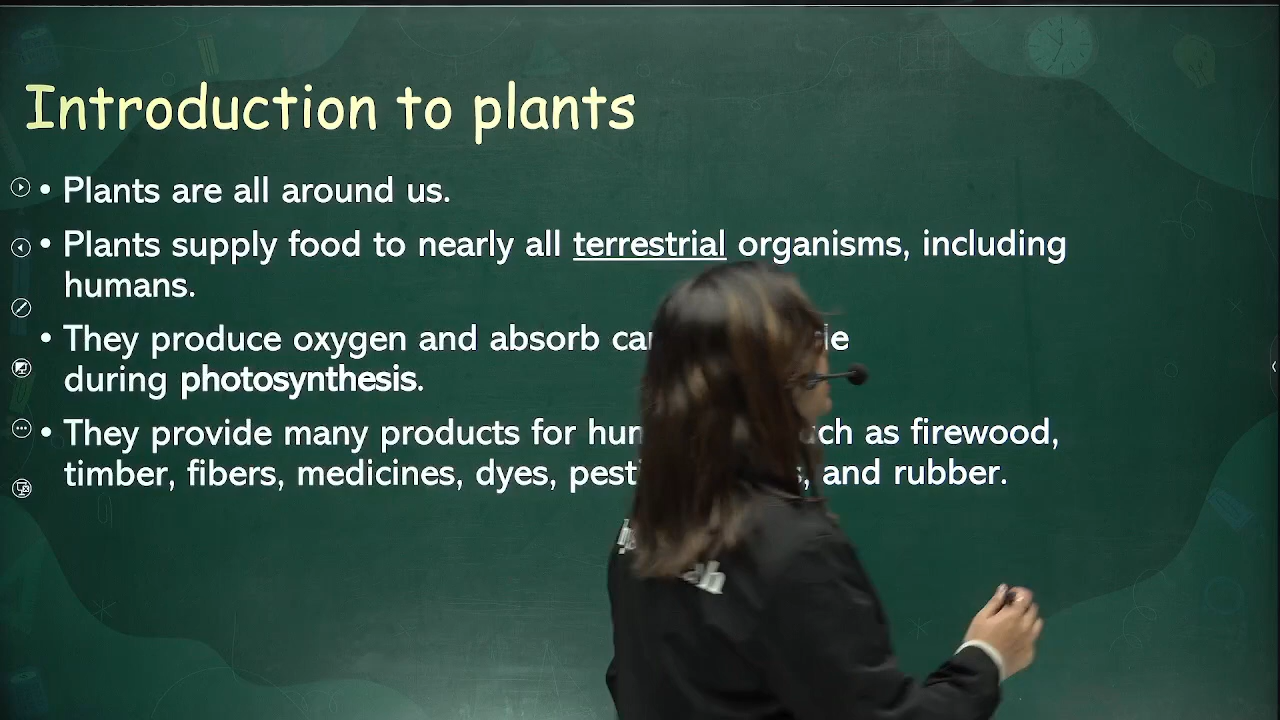 Introduction to plants
• Plants are all around us.
• Plants supply food to nearly all terrestrial organisms, including
humans.
• They produce oxygen and absorb
during photosynthesis.
• They provide many products for as firewood,
timber, fibers, medicines, dyes, and rubber.